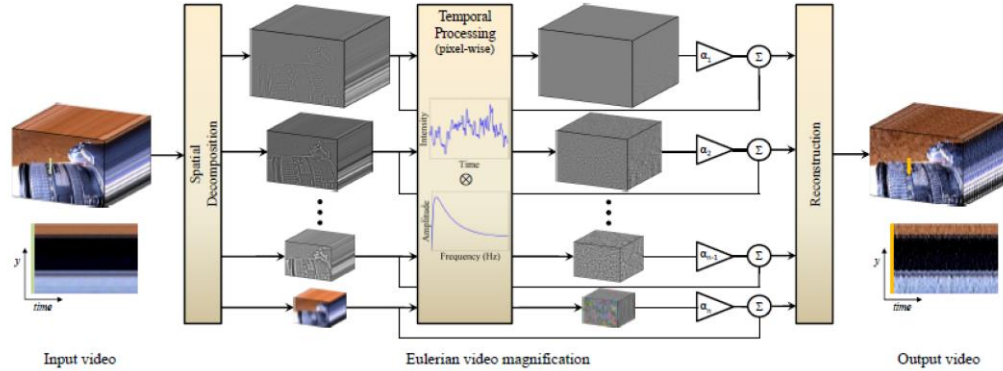 Temporal
Processing
(pixel-wise)
Spatial
Decomposition
Intensity
Time
⊗
Amplitude
Frequency (Hz)
α1
Σ
α2
Σ
αn-1
Σ
αn
Σ
Reconstruction
y
time
y
time
Input video
Eulerian video magnification
Output video